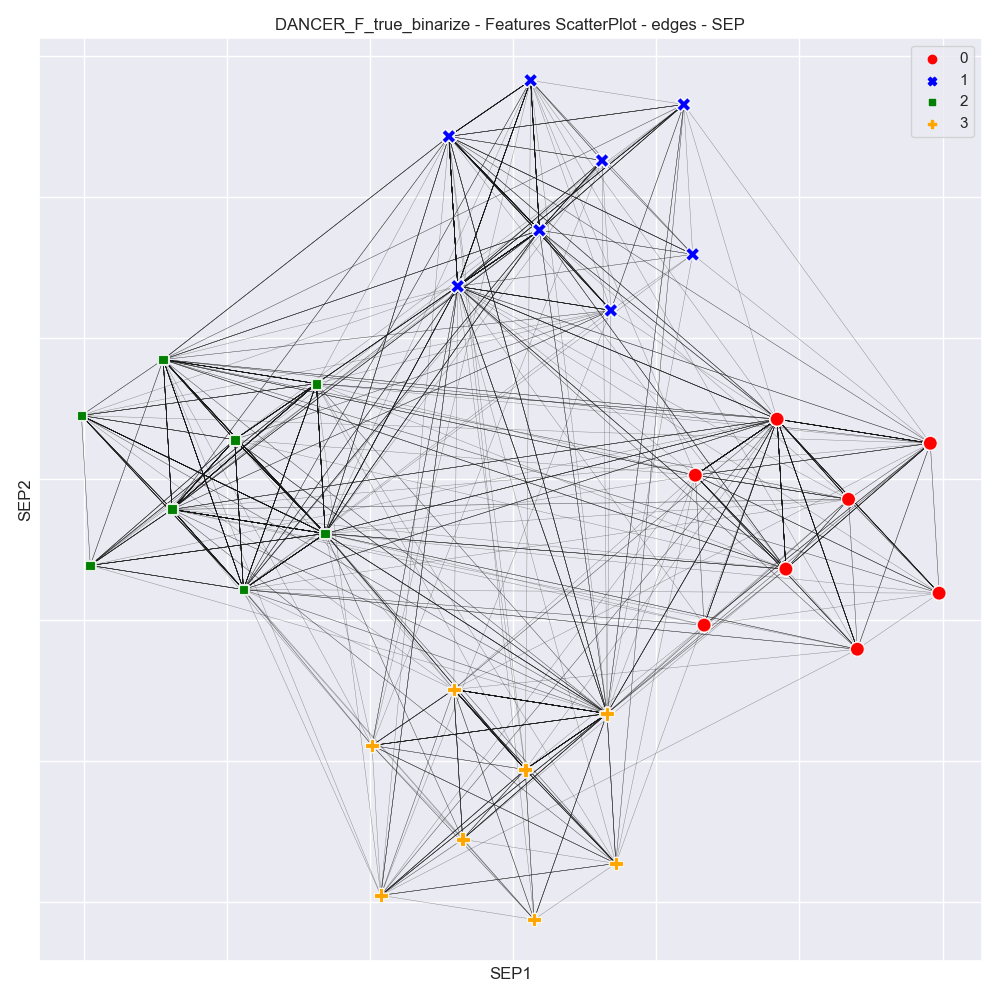 DANCER_F_true_binarize - Features ScatterPlot - edges - SEP
0
1
2
3
SEP2
SEP1